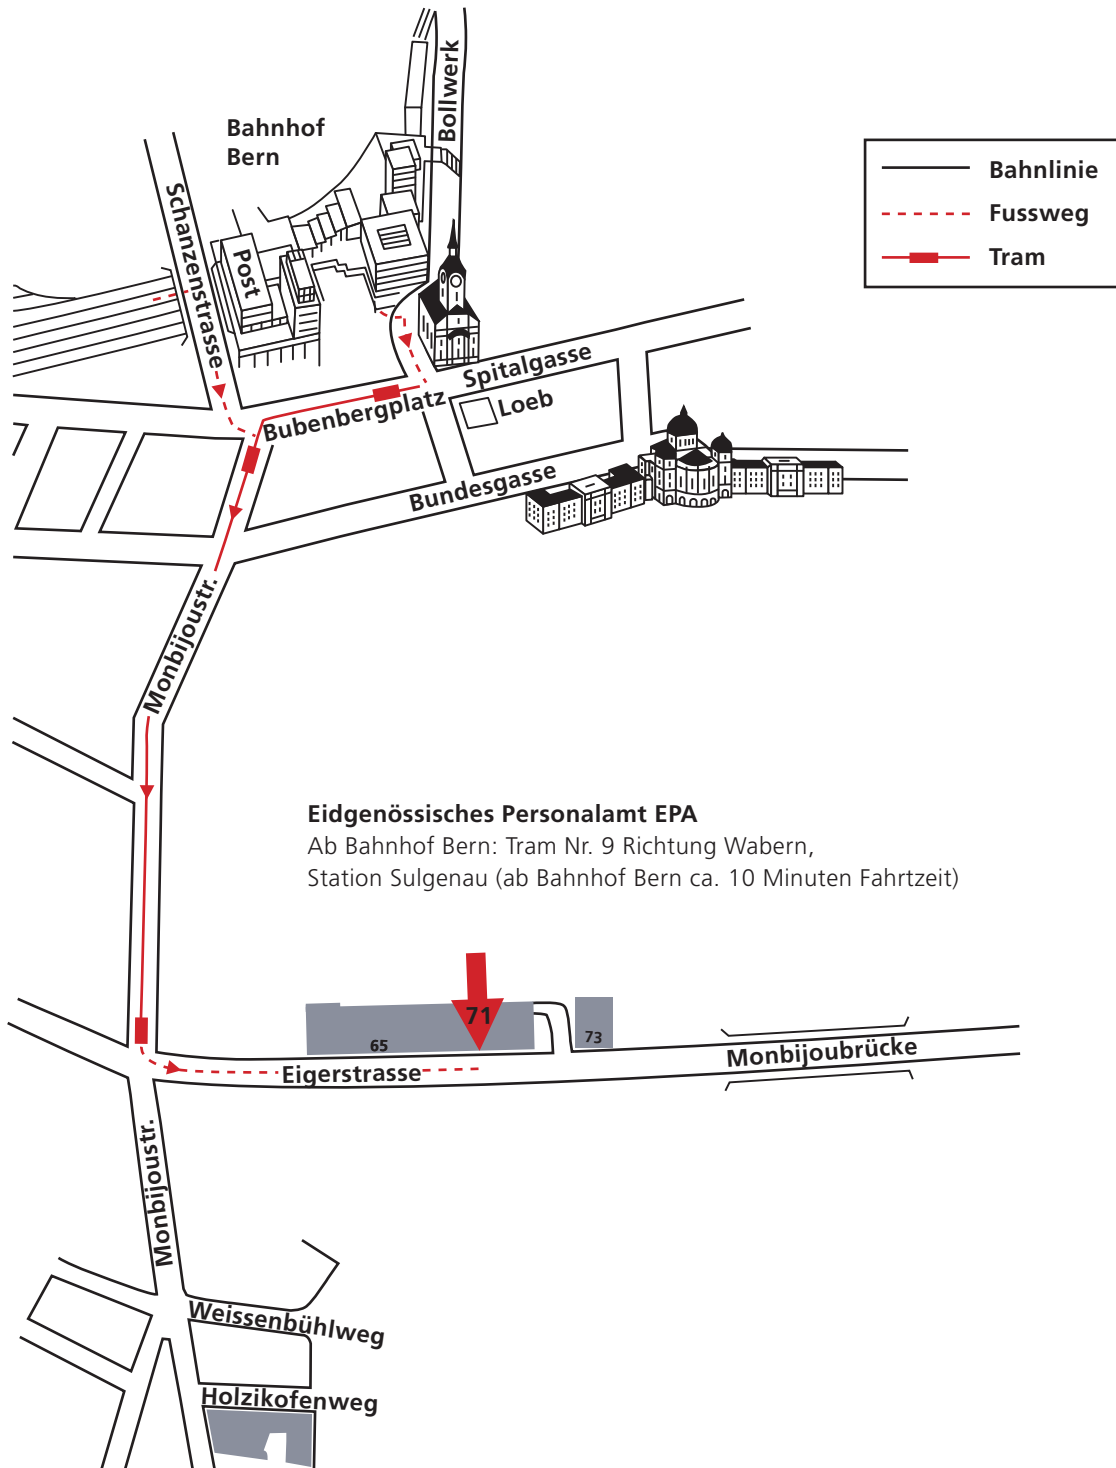 Bollwerk
Bahnhof
Bern
Bahnlinie
Fussweg
Tram
Schanzenstrasse
Post
Spitalgasse
Loeb
Bubenbergplatz
Bundesgasse
Monbijoustr.
Eidgenössisches Personalamt EPA
Ab Bahnhof Bern: Tram Nr. 9 Richtung Wabern,
Station Sulgenau (ab Bahnhof Bern ca. 10 Minuten Fahrtzeit)
71
65
73
Monbijoubrücke
Eigerstrasse
Monbijoustr.
Weissenbühlweg
Holzikofenweg